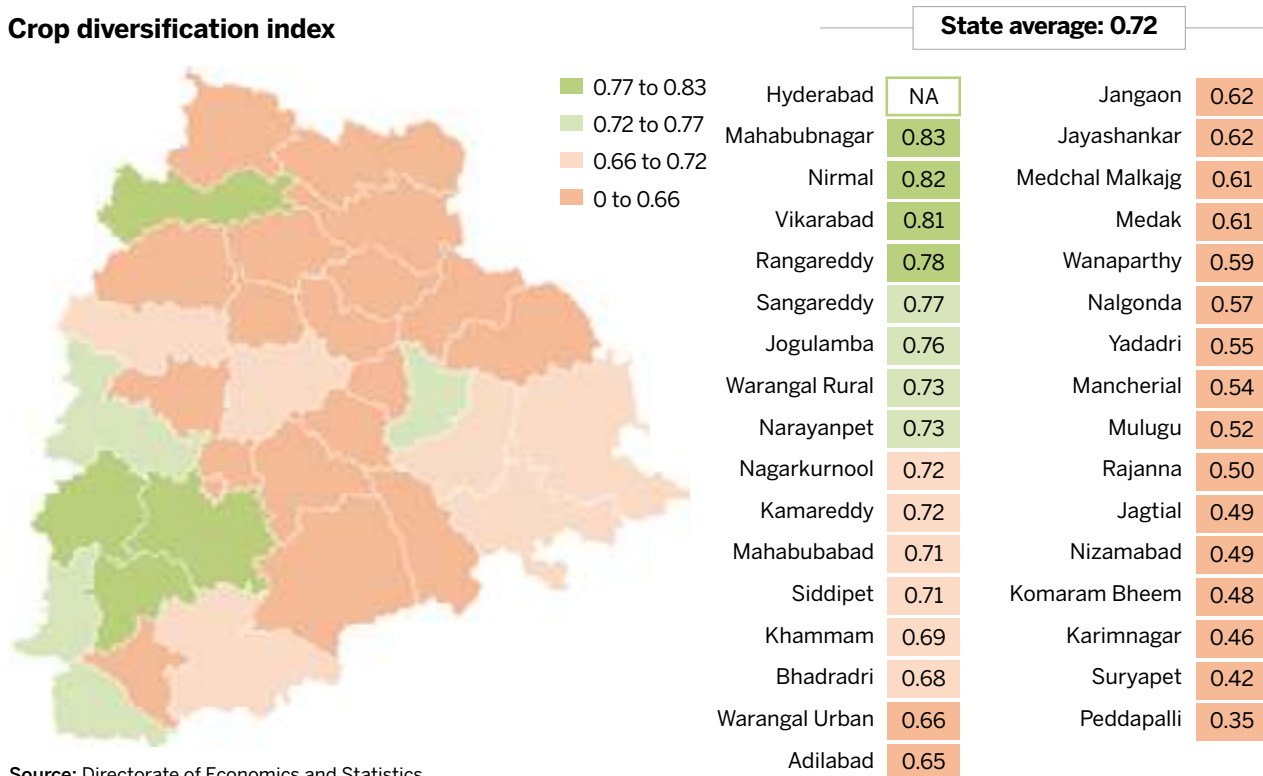 Crop diversification index
State average: 0.72
0.77 to 0.83
0.72 to 0.77
0.66 to 0.72
0 to 0.66
Hyderabad NA
Mahabubnagar 0.83
Nirmal 0.82
Vikarabad 0.81
Rangareddy 0.78
Sangareddy 0.77
Jogulamba 0.76
Warangal Rural 0.73
Narayanpet 0.73
Nagarkurnool 0.72
Kamareddy 0.72
Mahabubabad 0.71
Siddipet 0.71
Khammam 0.69
Bhadradri 0.68
Warangal Urban 0.66
Adilabad 0.65
Jangaon 0.62
Jayashankar 0.62
Medchal Malkajg 0.61
Medak 0.61
Wanaparthy 0.59
Nalgonda 0.57
Yadadri 0.55
Mancherial 0.54
Mulugu 0.52
Rajanna 0.50
Jagtial 0.49
Nizamabad 0.49
Komaram Bheem 0.48
Karimnagar 0.46
Suryapet 0.42
Peddapalli 0.35
Source: Directorate of Economics and Statistics